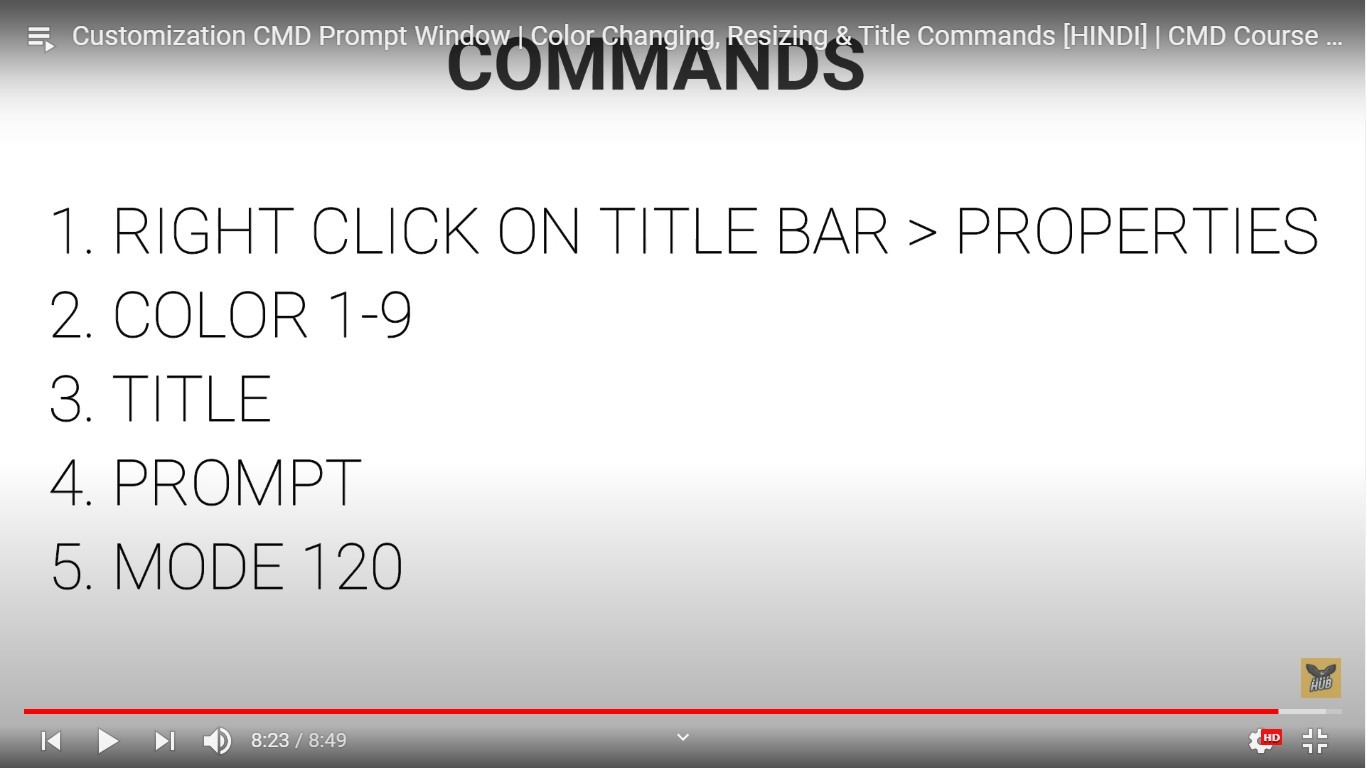 Customization CMD Prompt Window | Color Changing, Resizing & Title Commands [HINDI] | CMD Course ...
COMMANDS
1. RIGHT CLICK ON TITLE BAR > PROPERTIES
2. COLOR 1-9
3. TITLE
4. PROMPT
5. MODE 120
HUB
8:23 / 8:49
HD